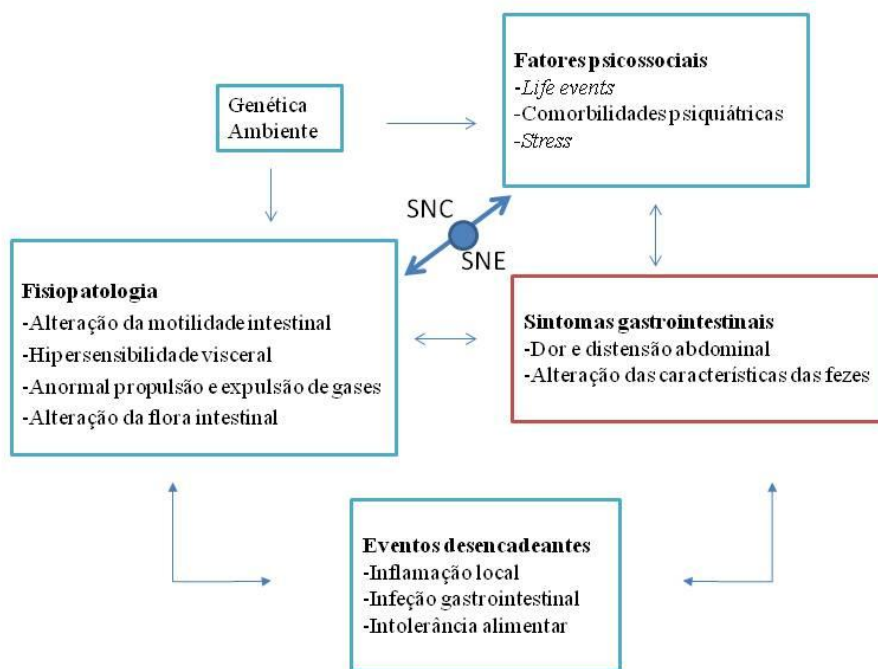 Fatores psicossociais
-Life events
-Comorbilidades psiquiátricas
-Stress
Genética
Ambiente
SNC
SNE
Fisiopatologia
-Alteração da motilidade intestinal
-Hipersensibilidade visceral
-Anormal propulsão e expulsão de gases
-Alteração da flora intestinal
Sintomas gastrointestinais
-Dor e distensão abdominal
-Alteração das características das fezes
Eventos desencadeantes
-Inflamação local
-Infeção gastrointestinal
-Intolerância alimentar